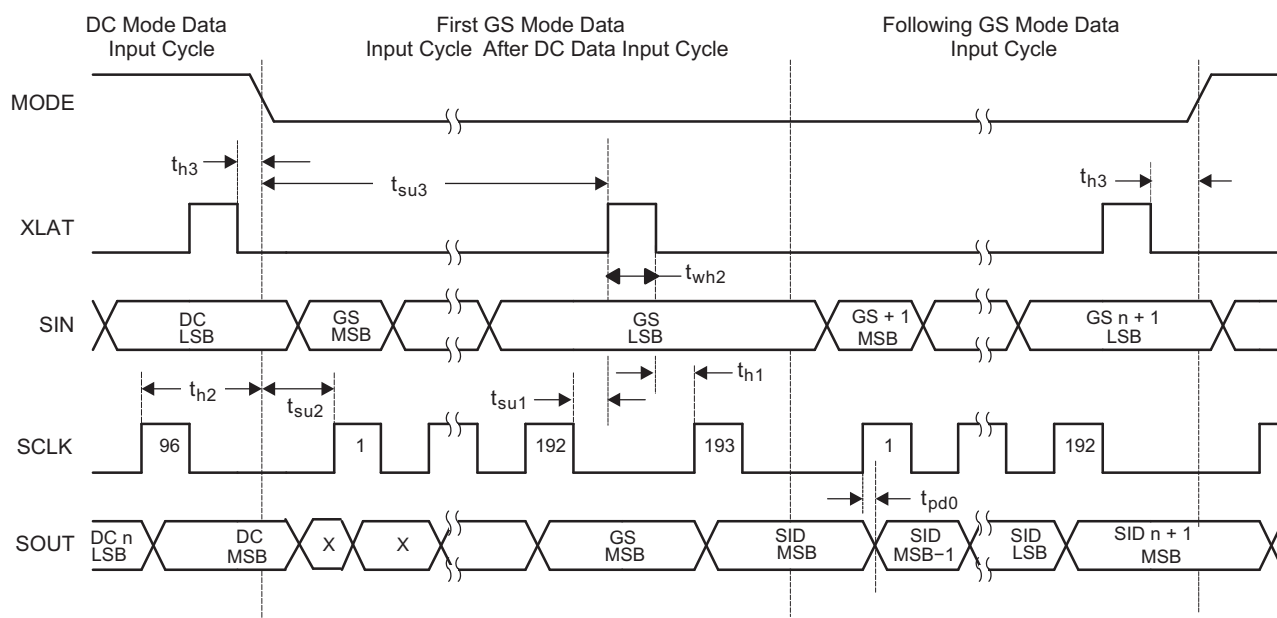 DC Mode Data
Input Cycle
First GS Mode Data
Input Cycle After DC Data Input Cycle
Following GS Mode Data
Input Cycle
MODE
th3
tsu3
th3
XLAT
twh2
SIN
DC
LSB
GS
MSB
GS
LSB
GS + 1
MSB
GS n + 1
LSB
th2
tsu2
tsu1
th1
SCLK
96
1
192
193
1
192
tpd0
SOUT
DC n
LSB
DC
MSB
X
X
GS
MSB
SID
MSB
SID
MSB−1
SID
LSB
SID n + 1
MSB